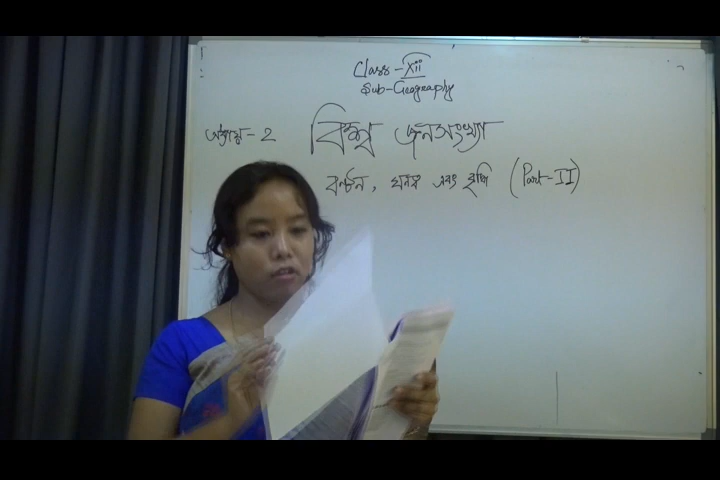 Class-XII
Sub-Geography
অধ্যায়-2 বিশ্ব জনসংখ্যা
বণ্টন, ঘনত্ব এবং বৃদ্ধি (Part-II)